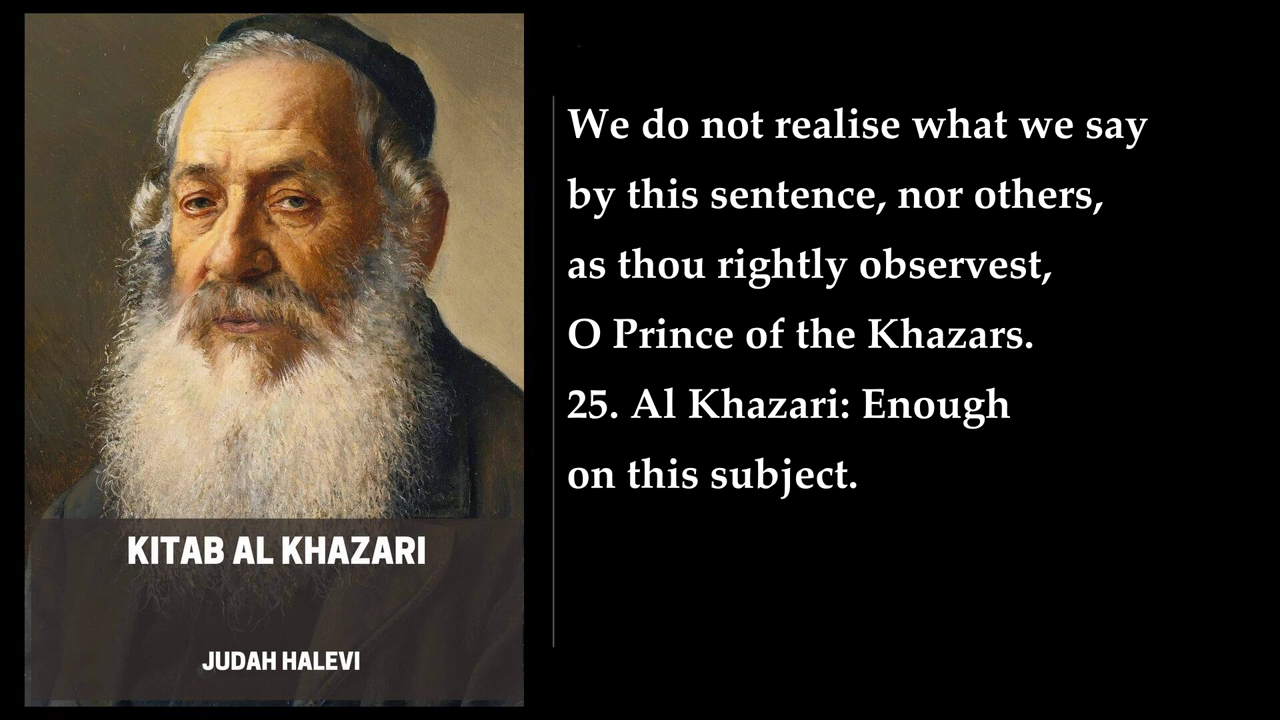 KITAB AL KHAZARI
JUDAH HALEVI
We do not realise what we say
by this sentence, nor others,
as thou rightly observest,
O Prince of the Khazars.
25. Al Khazari: Enough
on this subject.